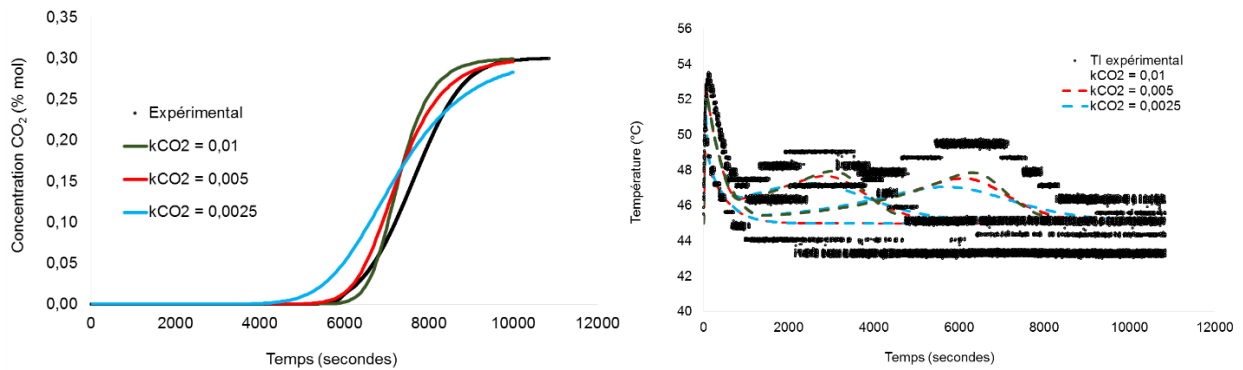 Concentration CO₂ (% mol)
0,35
0,30
0,25
0,20
0,15
0,10
0,05
0,00
Expérimental
kCO2 = 0,01
kCO2 = 0,005
kCO2 = 0,0025
0 2000 4000 6000 8000 10000 12000
Temps (secondes)
Température (°C)
56
54
52
50
48
46
44
42
40
TI expérimental
kCO2 = 0,01
kCO2 = 0,005
kCO2 = 0,0025
0 2000 4000 6000 8000 10000 12000
Temps (secondes)